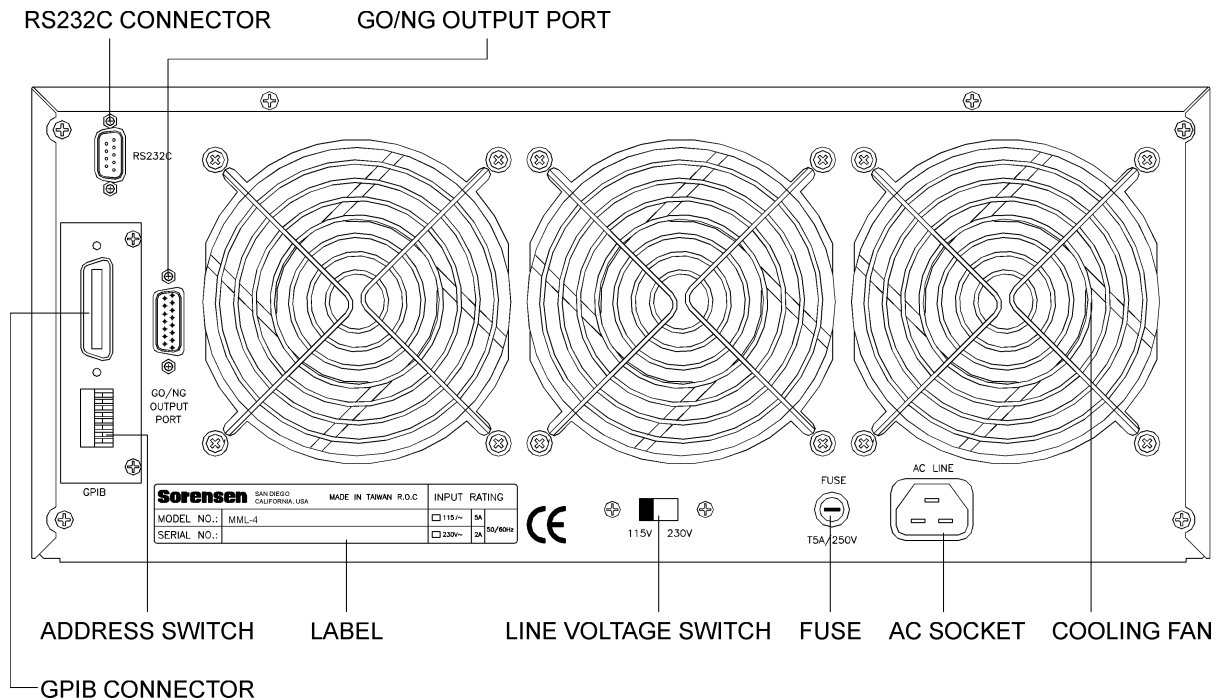 RS232C CONNECTOR
GO/NG OUTPUT PORT
RS232C
GO/NG
OUTPUT
PORT
GPIB
Sorensen SAN DIEGO CALIFORNIA, USA MADE IN TAIWAN R.O.C INPUT RATING
MODEL NO.: MML-4 115/~ 5A
SERIAL NO.: 230V~ 2A
50/60Hz
CE
115V 230V
FUSE
T5A/250V
AC LINE
ADDRESS SWITCH
LABEL
LINE VOLTAGE SWITCH
FUSE
AC SOCKET
COOLING FAN
GPIB CONNECTOR